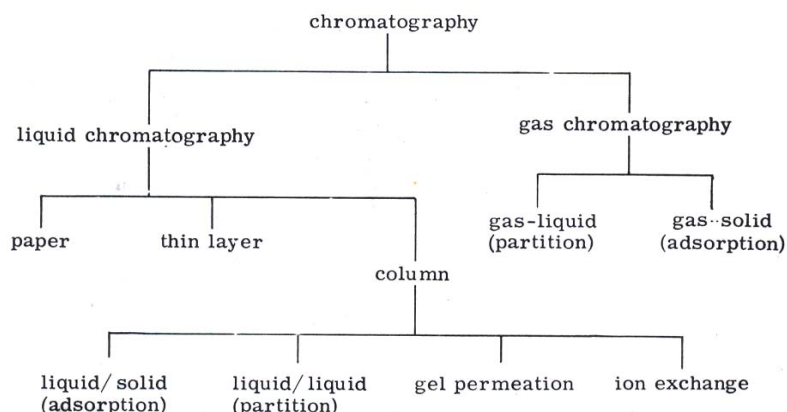 chromatography
liquid chromatography
gas chromatography
paper
thin layer
gas-liquid
(partition)
gas-solid
(adsorption)
column
liquid/solid
(adsorption)
liquid/liquid
(partition)
gel permeation
ion exchange